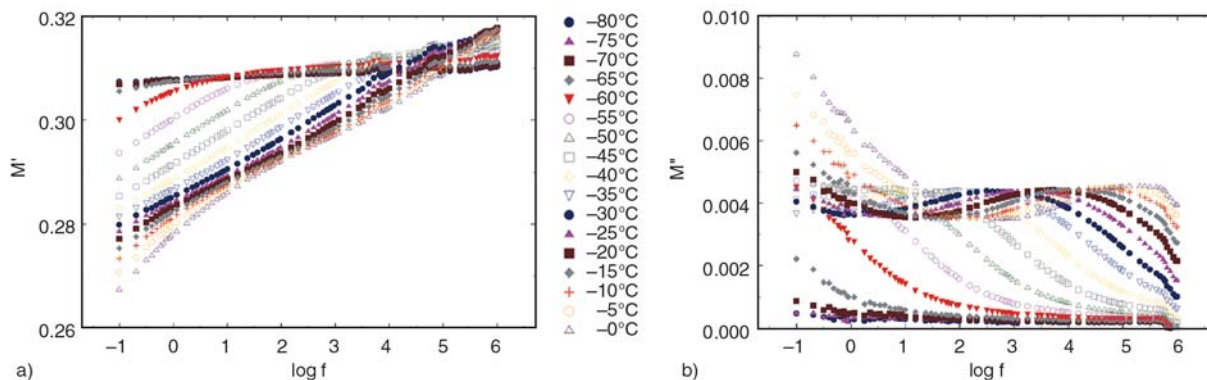 0.32
0.30
0.28
0.26
M'
–1 0 1 2 3 4 5 6
log f
a)
–80°C
–75°C
–70°C
–65°C
–60°C
–55°C
–50°C
–45°C
–40°C
–35°C
–30°C
–25°C
–20°C
–15°C
–10°C
–5°C
–0°C
0.010
0.008
0.006
0.004
0.002
0.000
M"
–1 0 1 2 3 4 5 6
log f
b)